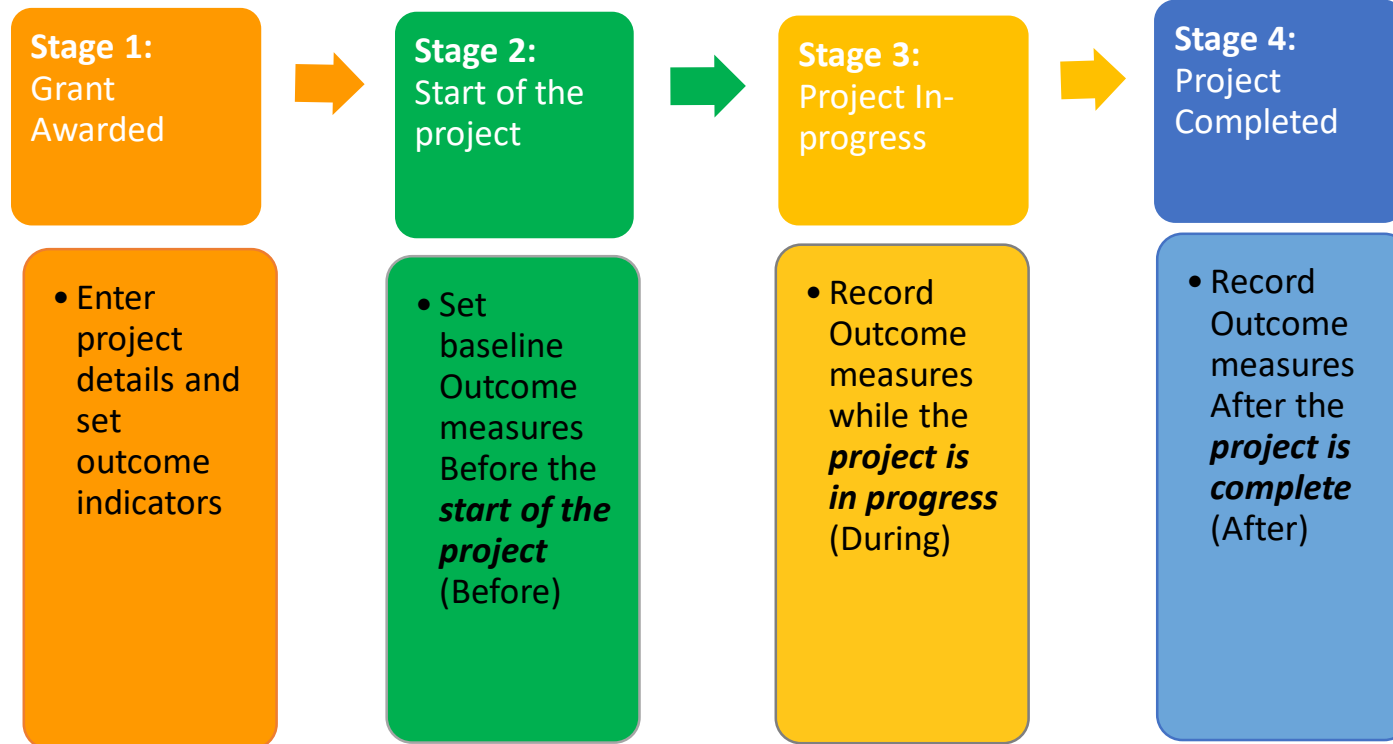 Stage 1:
Grant
Awarded
Stage 2:
Start of the
project
Stage 3:
Project In-
progress
Stage 4:
Project
Completed
• Enter
project
details and
set
outcome
indicators
• Set
baseline
Outcome
measures
Before the
start of the
project
(Before)
• Record
Outcome
measures
while the
project is
in progress
(During)
• Record
Outcome
measures
After the
project is
complete
(After)